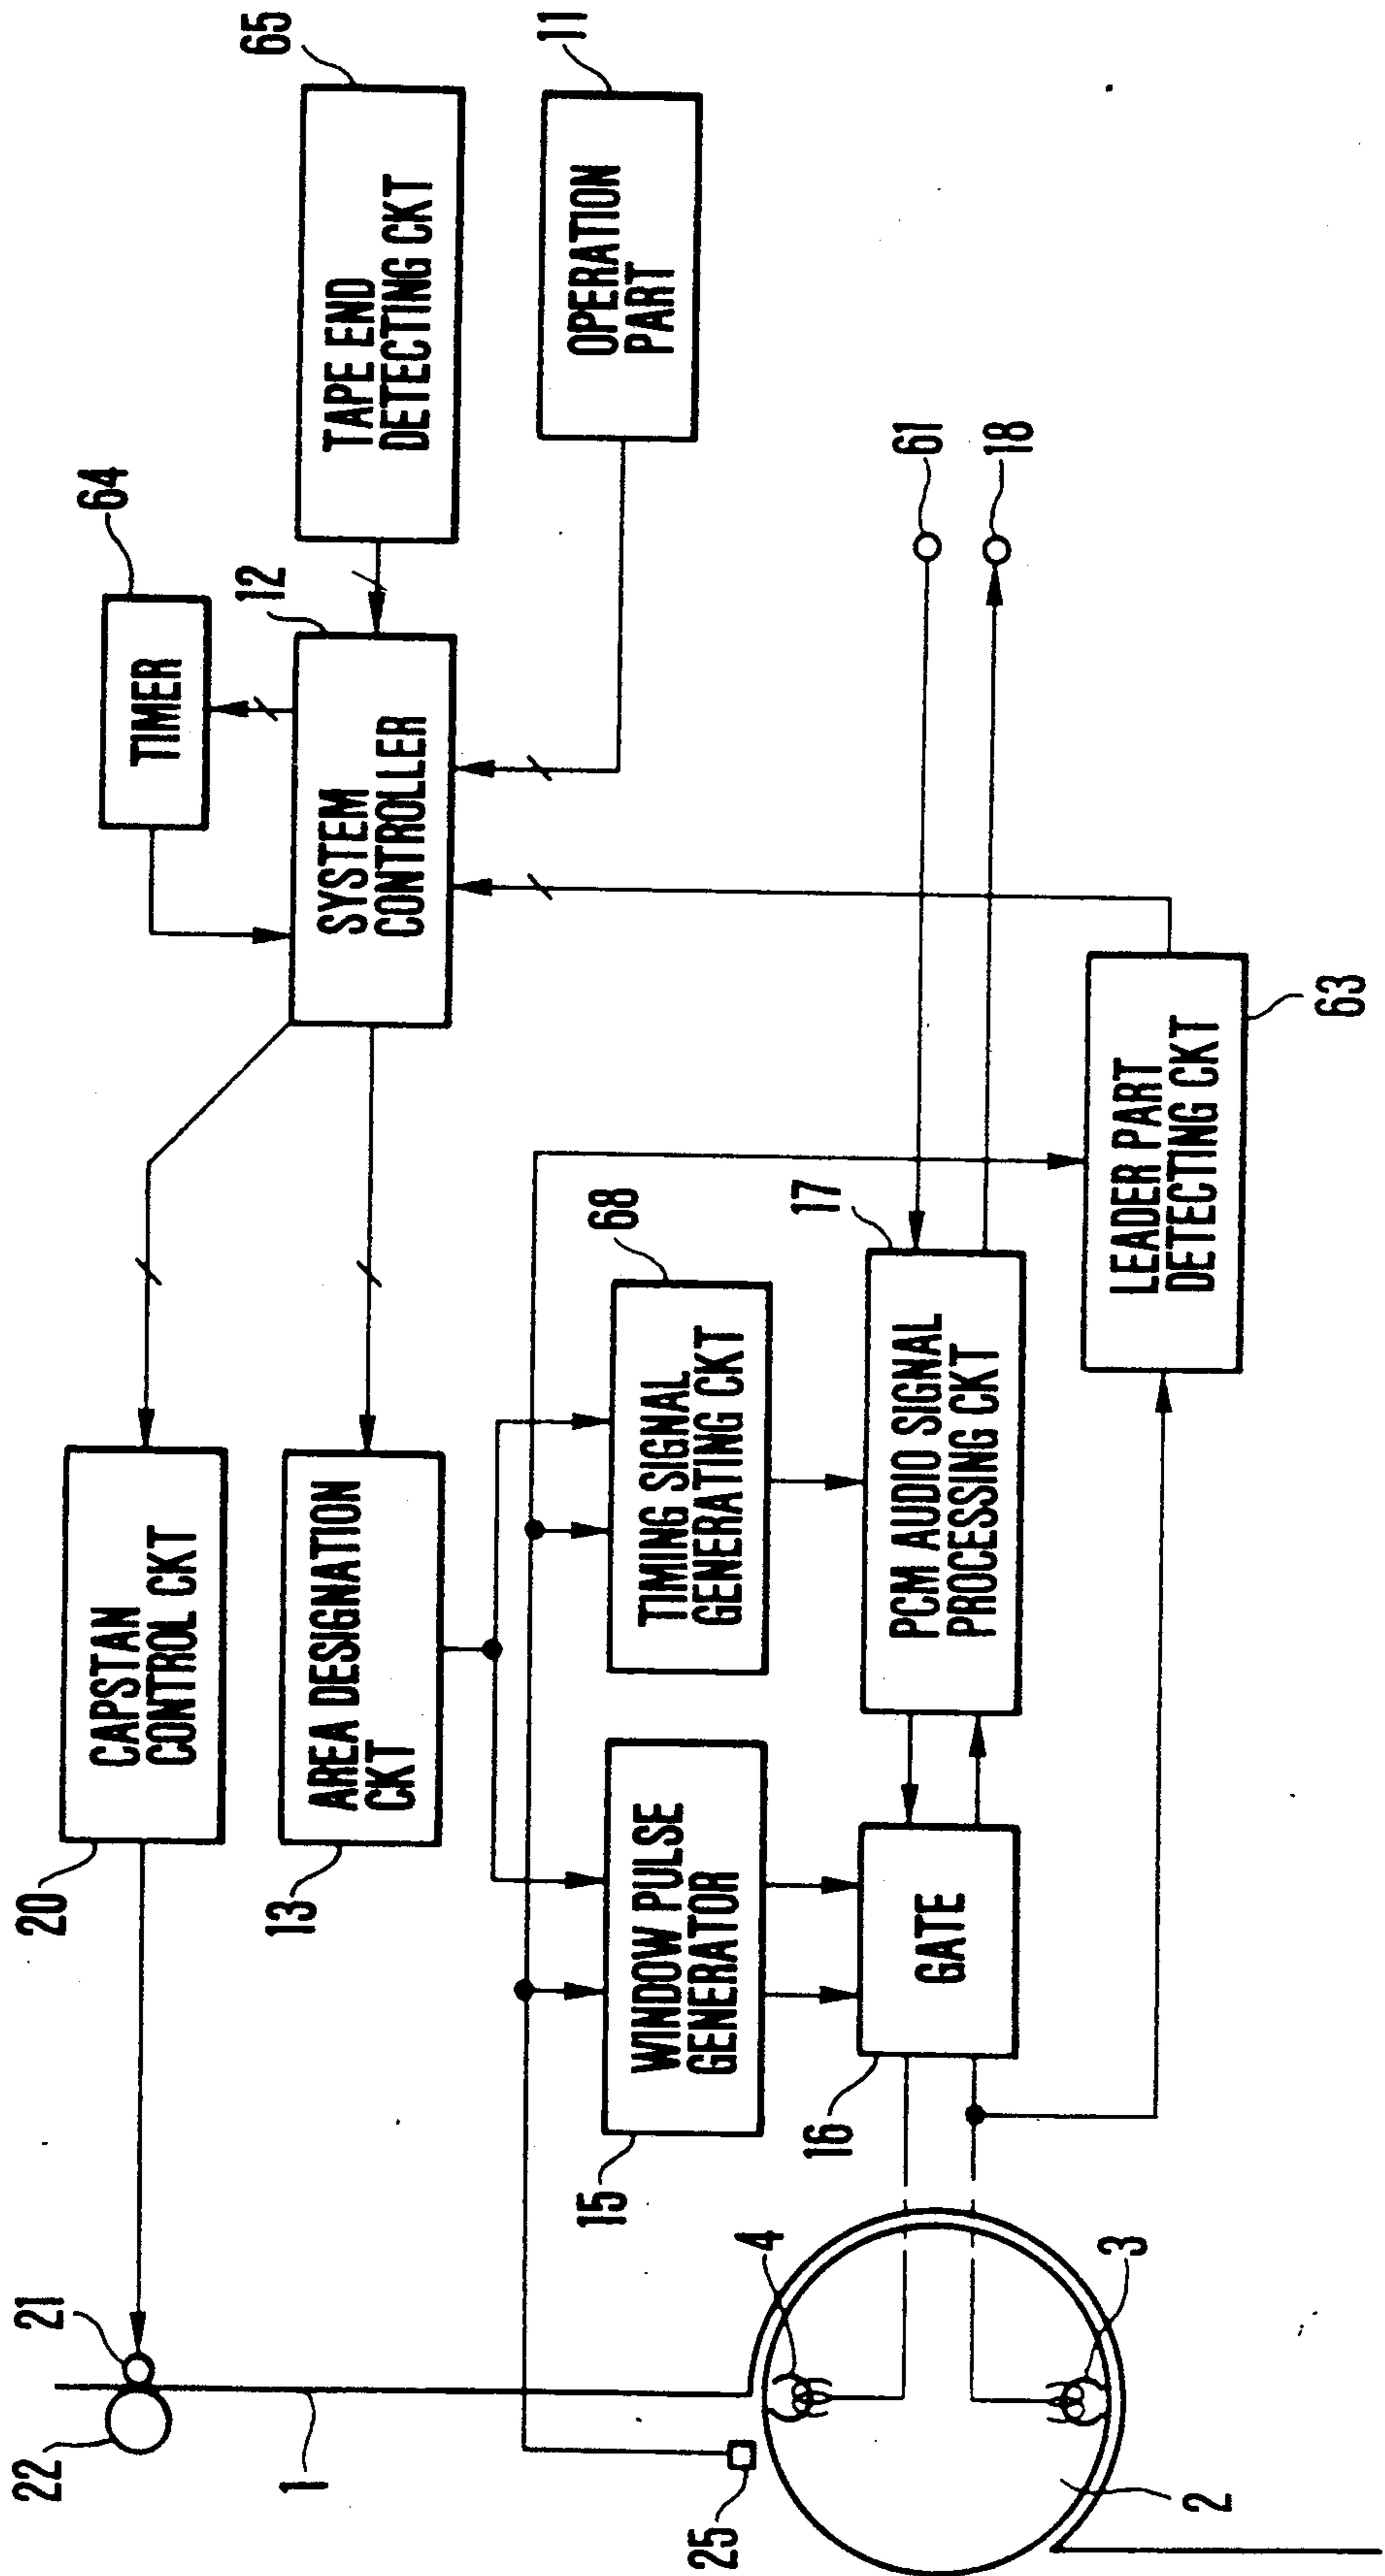 65
11
TAPE END
DETECTING CKT
OPERATION
PART
64
TIMER
12
SYSTEM
CONTROLLER
61
18
63
LEADER PART
DETECTING CKT
68
17
TIMING SIGNAL
GENERATING CKT
PCM AUDIO SIGNAL
PROCESSING CKT
CAPSTAN
CONTROL CKT
20
AREA DESIGNATION
CKT
13
WINDOW PULSE
GENERATOR
15
GATE
16
21
22
1
25
4
3
2